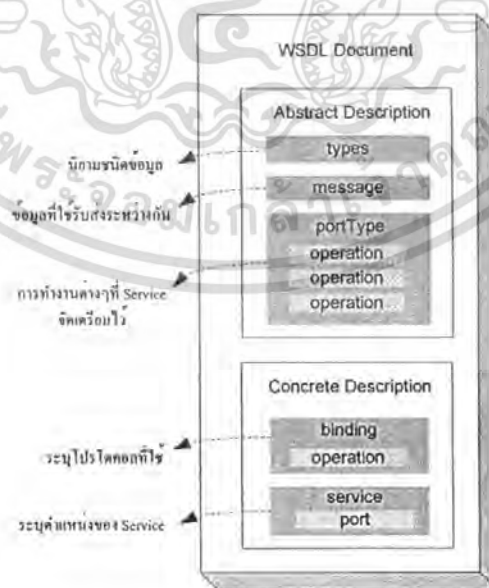 WSDL Document
Abstract Description
types
message
portType
operation
operation
operation
นิยามชนิดข้อมูล
ข้อมูลที่ใช้รับส่งระหว่างกัน
การทำงานต่างๆที่ Service
จัดเตรียมไว้
Concrete Description
binding
operation
service
port
ระบุโปรโตคอลที่ใช้
ระบุตำแหน่งของ Service